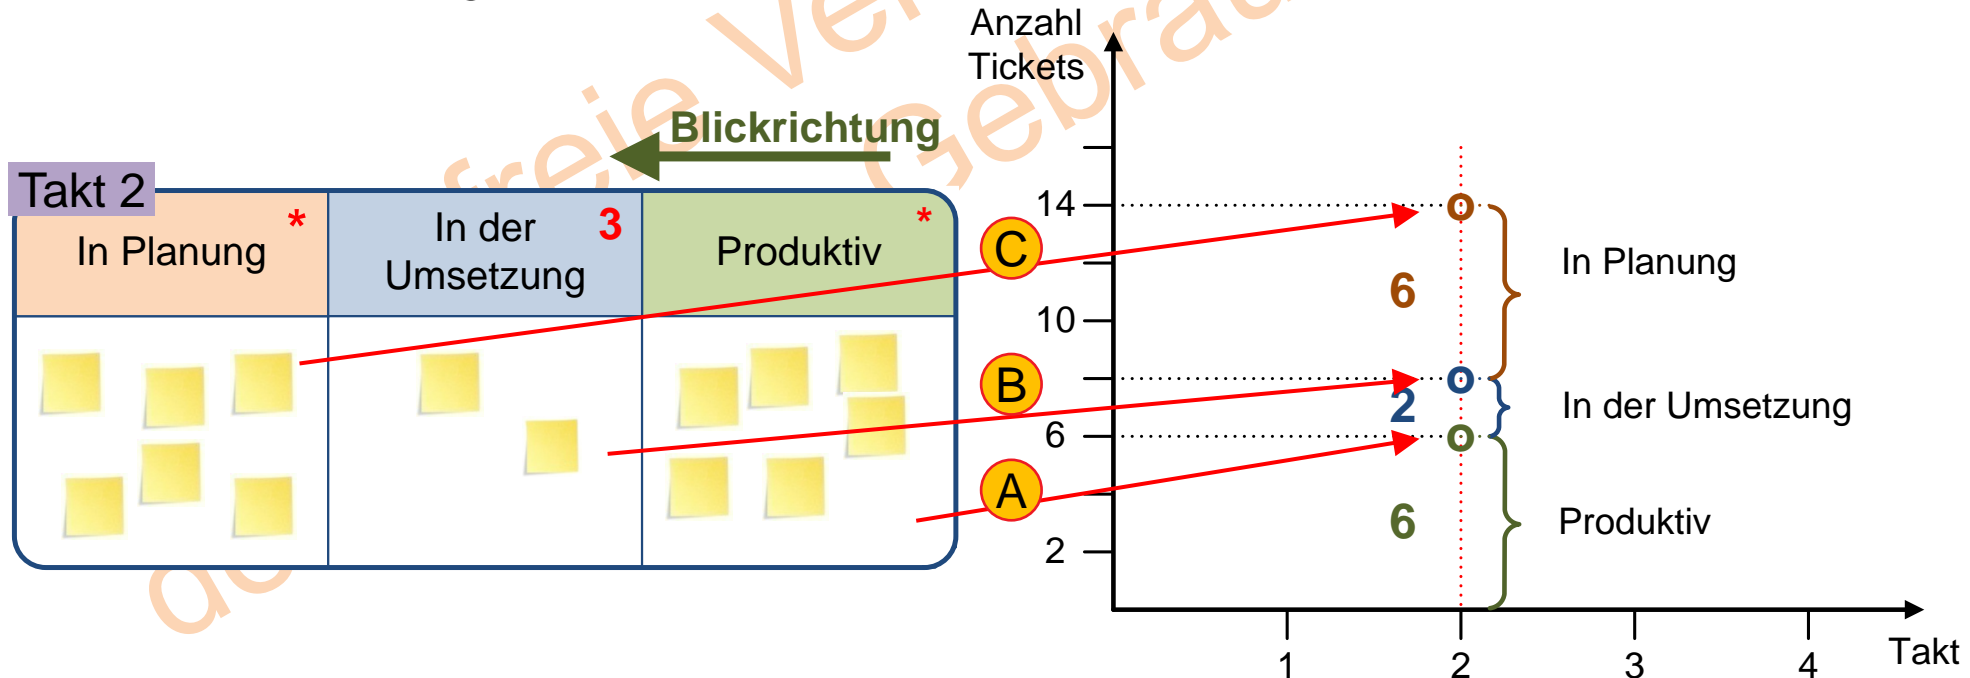 Anzahl
Tickets
Blickrichtung
Takt 2
In Planung *
In der
Umsetzung 3
Produktiv *
C
B
A
14
10
6
2
6
2
6
In Planung
In der Umsetzung
Produktiv
1 2 3 4 Takt
freie